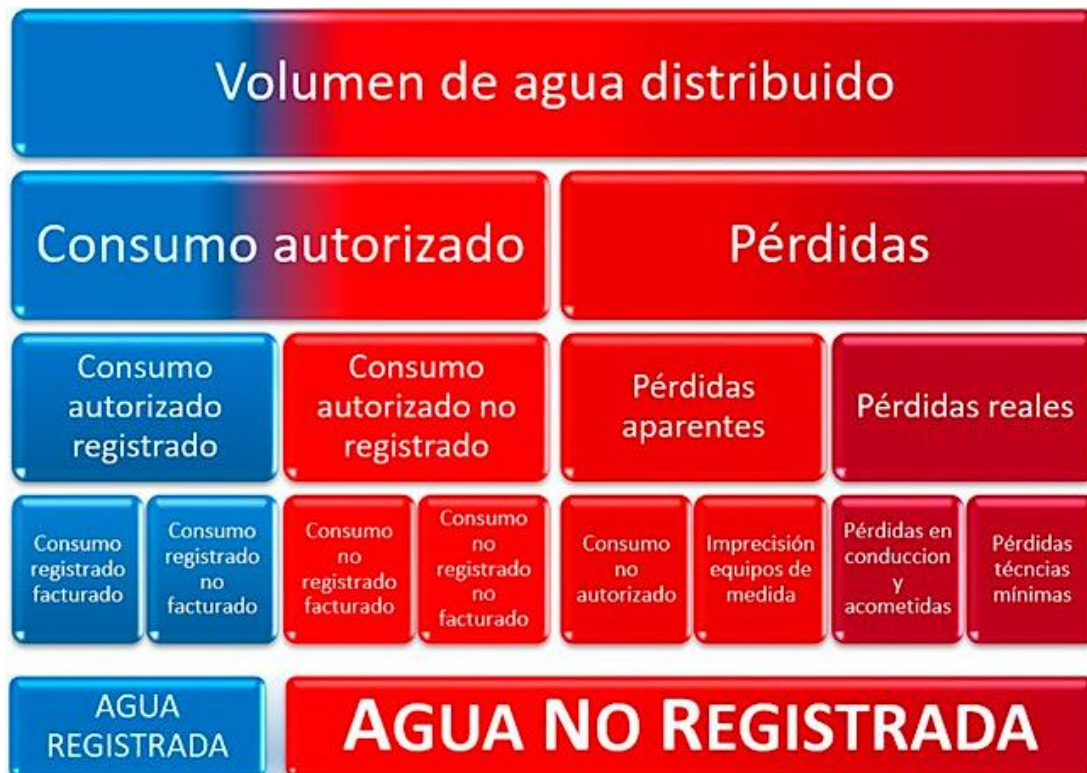 Volumen de agua distribuido
Consumo autorizado
Pérdidas
Consumo
autorizado
registrado
Consumo
autorizado no
registrado
Pérdidas
aparentes
Pérdidas reales
Consumo
registrado
facturado
Consumo
registrado
no
facturado
Consumo
no
registrado
facturado
Consumo
no
registrado
no
facturado
Consumo
no
autorizado
Imprecisión
equipos de
medida
Pérdidas en
conduccion
y
acometidas
Pérdidas
técncias
mínimas
AGUA
REGISTRADA
AGUA NO REGISTRADA